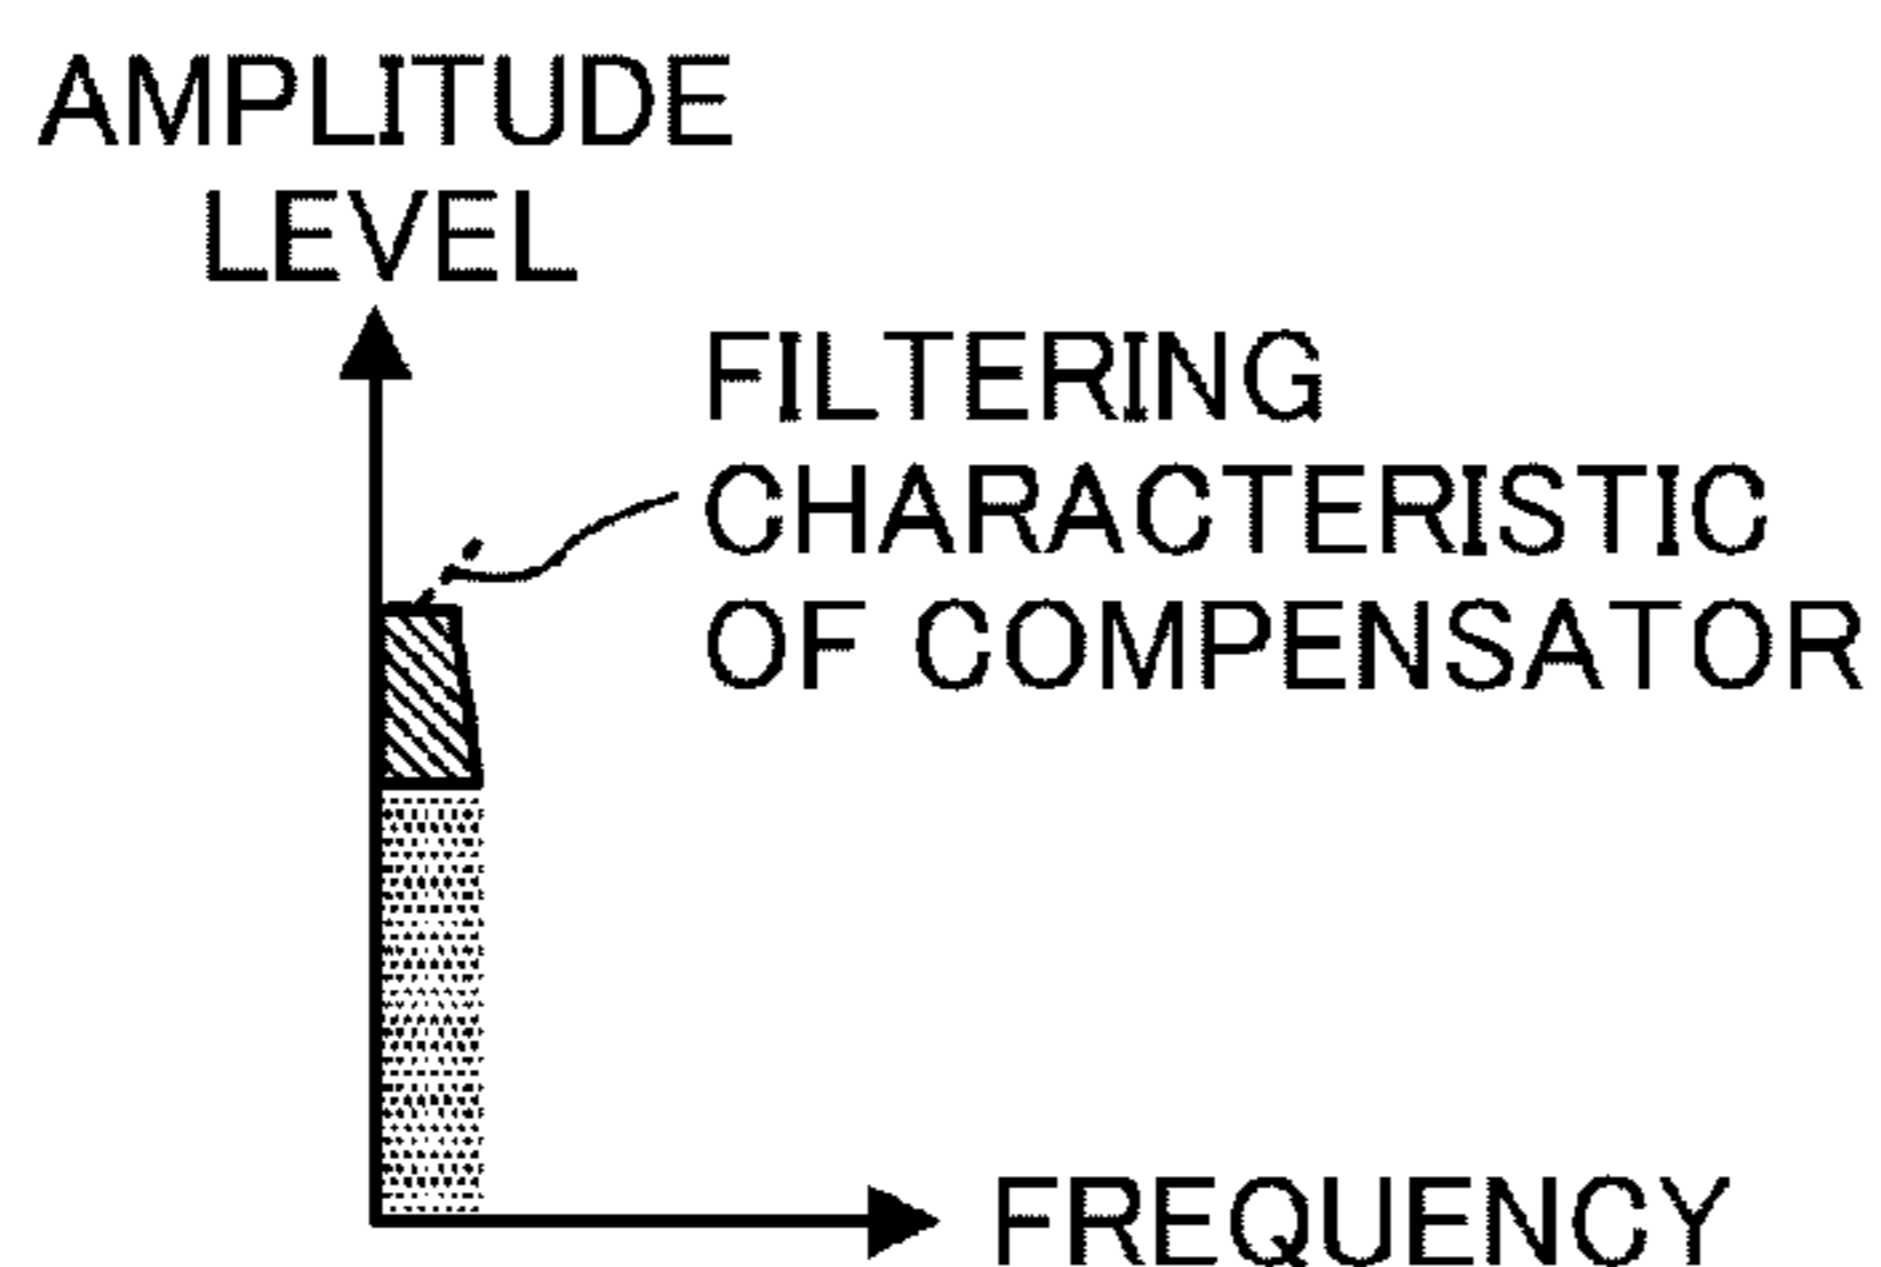 AMPLITUDE
LEVEL
FILTERING
CHARACTERISTIC
OF COMPENSATOR
FREQUENCY